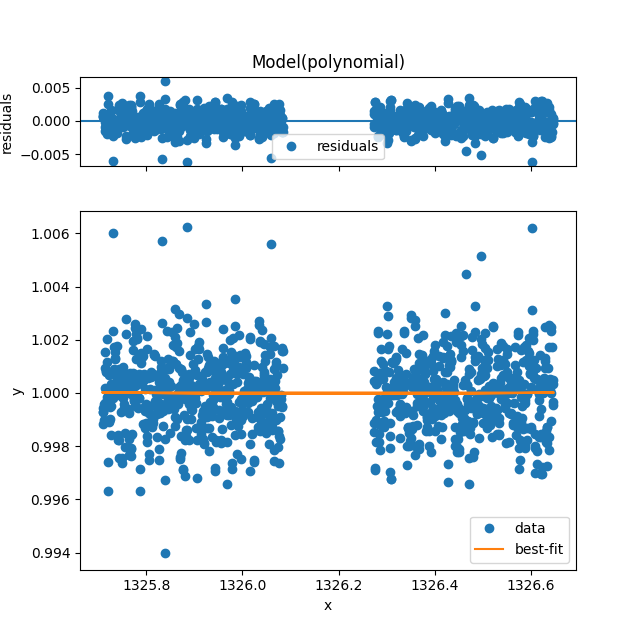 Model(polynomial)
0.005
0.000
−0.005
residuals
residuals
1.006
1.004
1.002
1.000
0.998
0.996
0.994
y
data
best-fit
1325.8 1326.0 1326.2 1326.4 1326.6
x